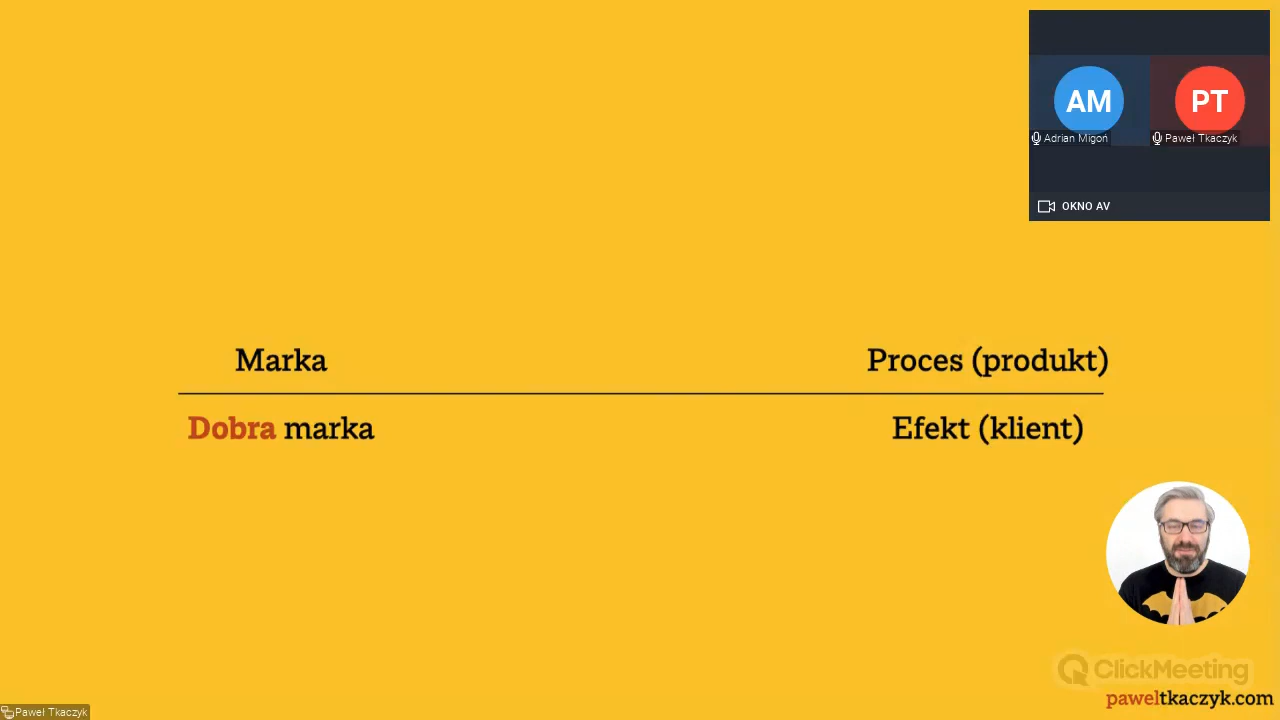 AM
PT
Adrian Migoń
Paweł Tkaczyk
OKNO AV
Marka
Proces (produkt)
Dobra marka
Efekt (klient)
ClickMeeting
paweltkaczyk.com
Paweł Tkaczyk